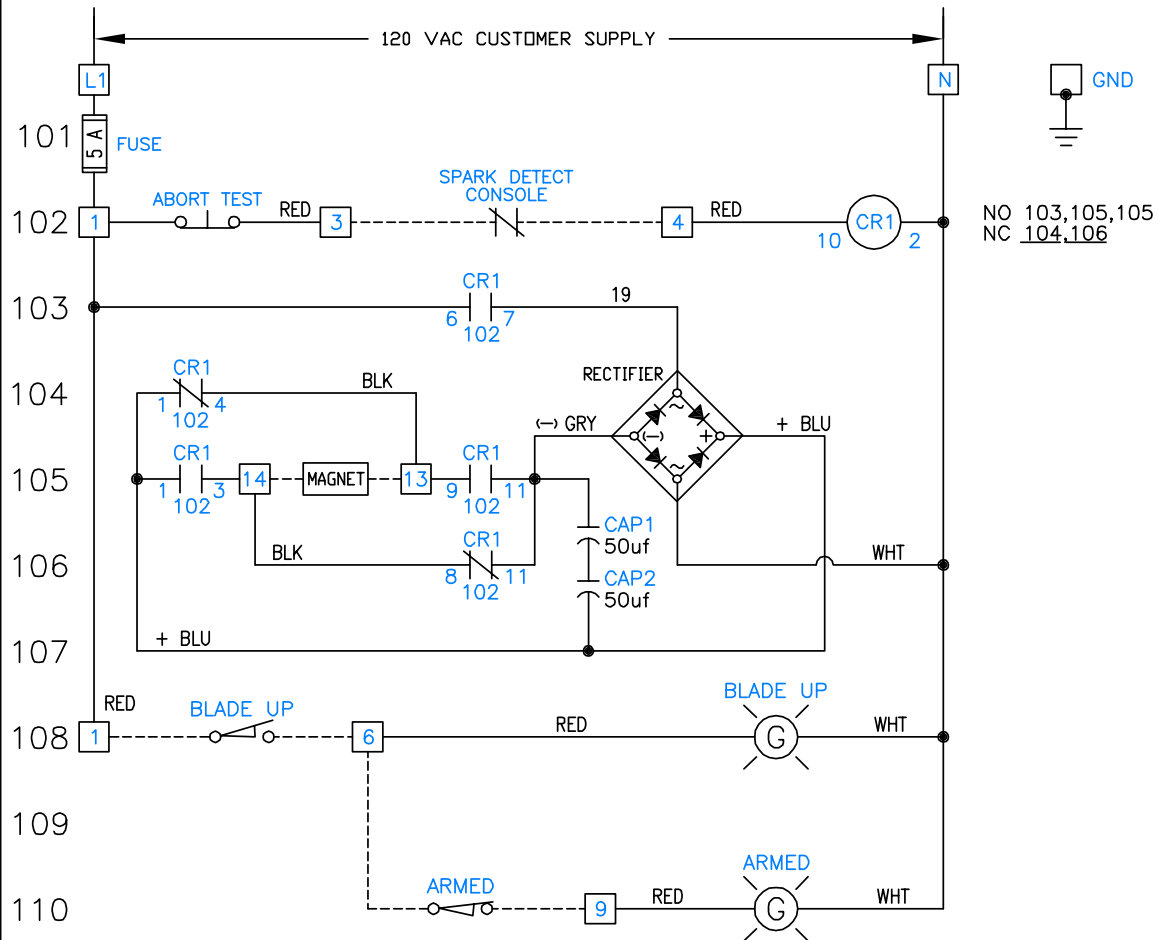 120 VAC CUSTOMER SUPPLY
L1
N
GND
101
5 A
FUSE
102
1
ABORT TEST
RED
3
SPARK DETECT
CONSOLE
4
RED
10
CR1
2
NO 103,105,105
NC 104,106
103
CR1
6
7
102
19
104
CR1
1
4
102
BLK
RECTIFIER
~
(-) GRY
(-)
+
+ BLU
~
105
CR1
1
3
102
14
MAGNET
13
CR1
9
11
102
CAP1
50uf
106
BLK
CR1
8
11
102
CAP2
50uf
WHT
107
+ BLU
RED
108
1
BLADE UP
6
RED
BLADE UP
G
WHT
109
110
ARMED
9
RED
ARMED
G
WHT